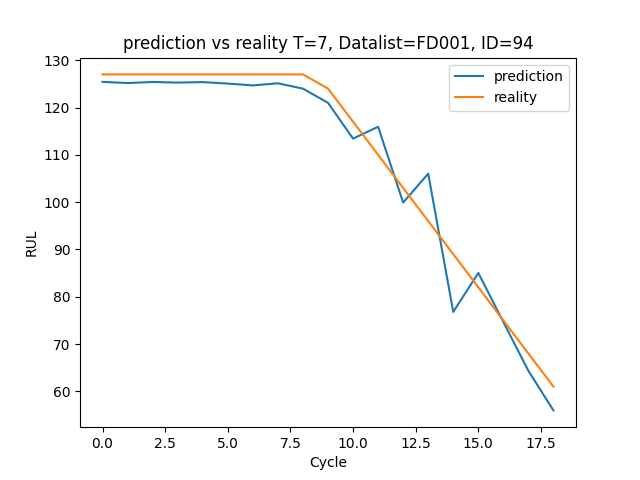 prediction vs reality T=7, Datalist=FD001, ID=94
prediction
reality
130
120
110
100
90
80
70
60
RUL
0.0 2.5 5.0 7.5 10.0 12.5 15.0 17.5
Cycle